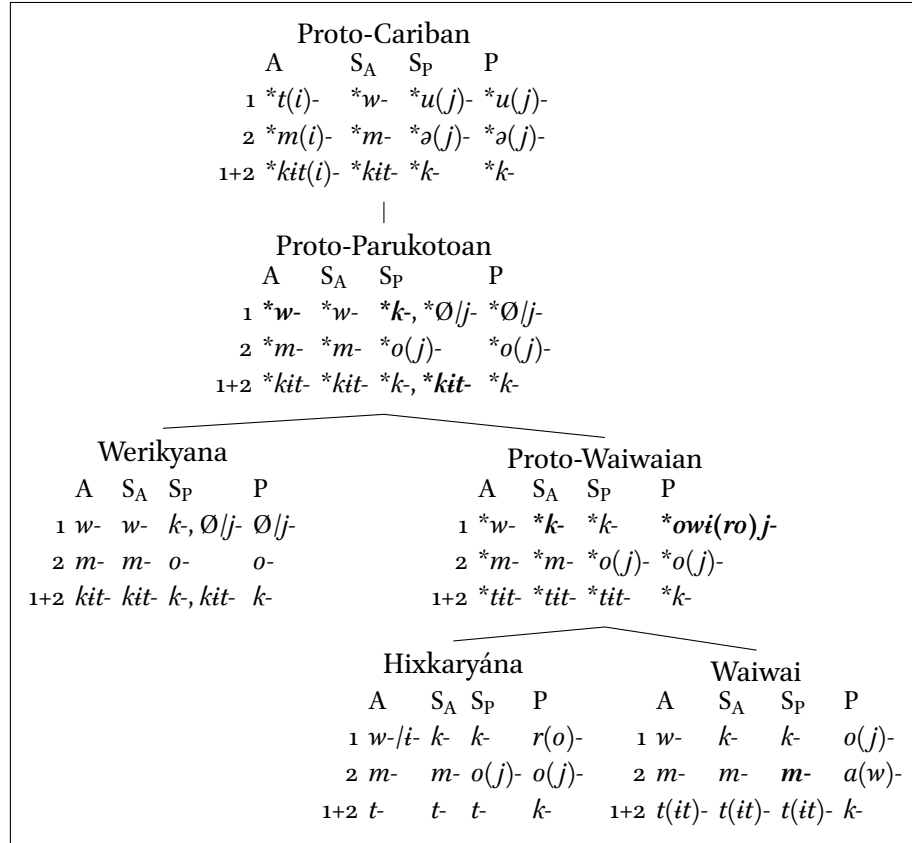 Proto-Cariban
A S_A S_P P
1 *t(i)- *w- *u(j)- *u(j)-
2 *m(i)- *m- *ə(j)- *ə(j)-
1+2 *kɨt(i)- *kɨt- *k- *k-
Proto-Parukotoan
A S_A S_P P
1 *w- *w- *k-, *Ø/j- *Ø/j-
2 *m- *m- *o(j)- *o(j)-
1+2 *kɨt- *kɨt- *k-, *kɨt- *k-
Werikyana
A S_A S_P P
1 w- w- k-, Ø/j- Ø/j-
2 m- m- o- o-
1+2 kɨt- kɨt- k-, kɨt- k-
Proto-Waiwaian
A S_A S_P P
1 *w- *k- *k- *owɨ(ro)j-
2 *m- *m- *o(j)- *o(j)-
1+2 *tɨt- *tɨt- *tɨt- *k-
Hixkaryána
A S_A S_P P
1 w-/ɨ- k- k- r(o)-
2 m- m- o(j)- o(j)-
1+2 t- t- t- k-
Waiwai
A S_A S_P P
1 w- k- k- o(j)-
2 m- m- m- a(w)-
1+2 t(ɨt)- t(ɨt)- t(ɨt)- k-